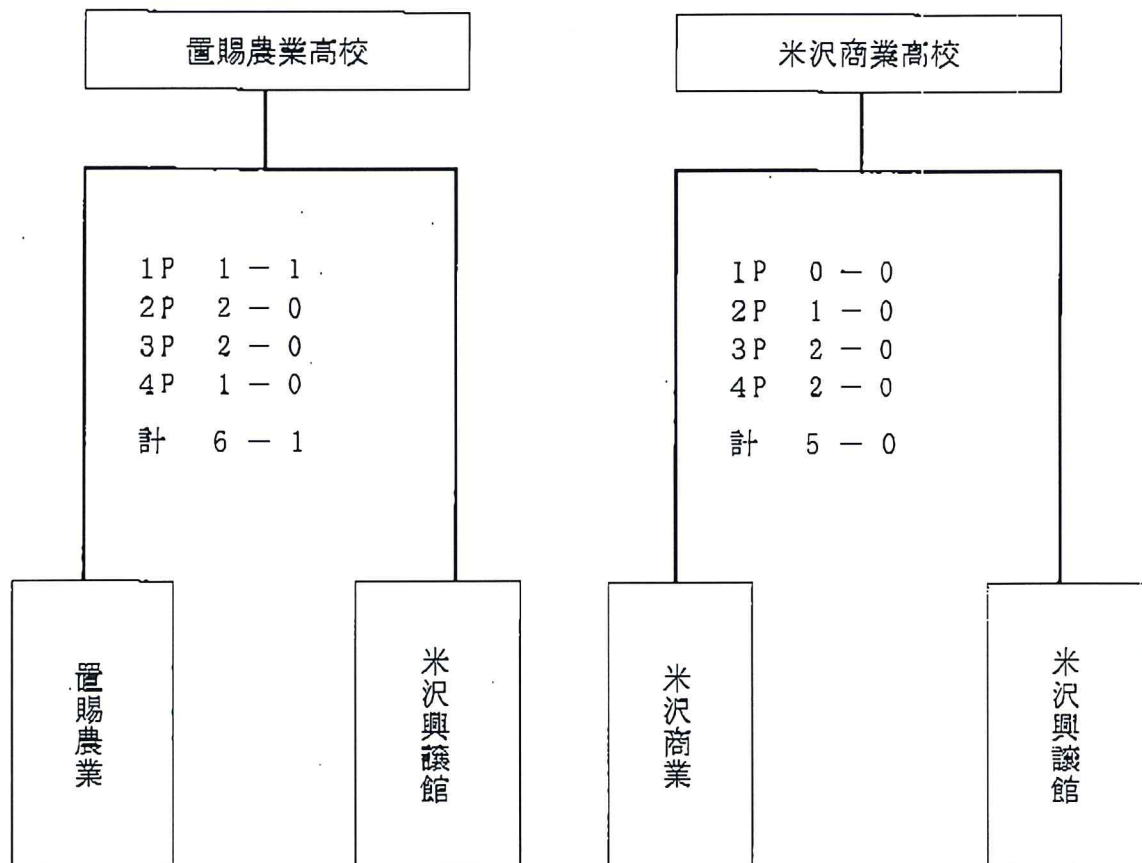 置賜農業高校
1P 1 － 1
2P 2 － 0
3P 2 － 0
4P 1 － 0
計 6 － 1
置賜農業
米沢興譲館
米沢商業高校
1P 0 － 0
2P 1 － 0
3P 2 － 0
4P 2 － 0
計 5 － 0
米沢商業
米沢興譲館